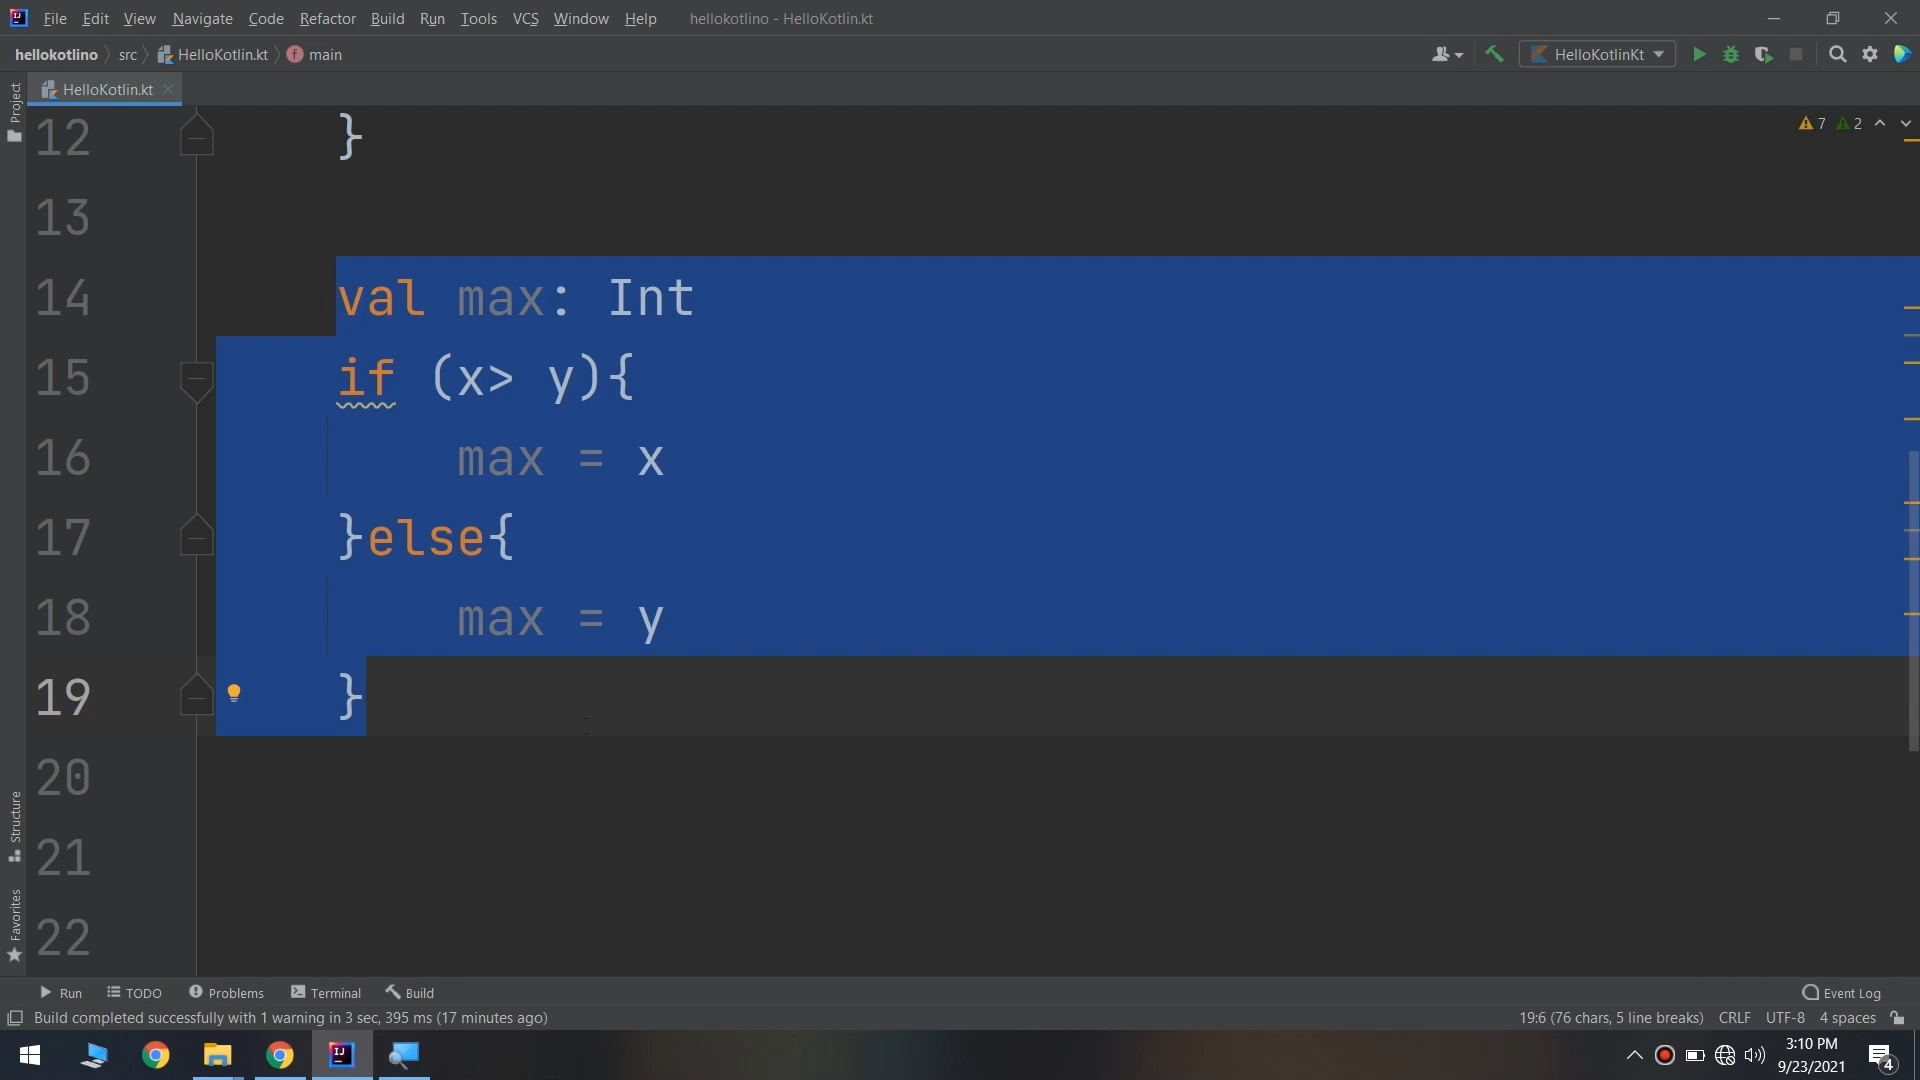 File Edit View Navigate Code Refactor Build Run Tools VCS Window Help hellokotlino - HelloKotlin.kt
hellokotlino src HelloKotlin.kt main HelloKotlinKt
HelloKotlin.kt
Project
7 2
12 }
13
14 val max: Int
15 if (x> y){
16 max = x
17 }else{
18 max = y
19 }
20
21
22
Structure
Favorites
Run TODO Problems Terminal Build Event Log
Build completed successfully with 1 warning in 3 sec, 395 ms (17 minutes ago) 19:6 (76 chars, 5 line breaks) CRLF UTF-8 4 spaces
3:10 PM
9/23/2021
4